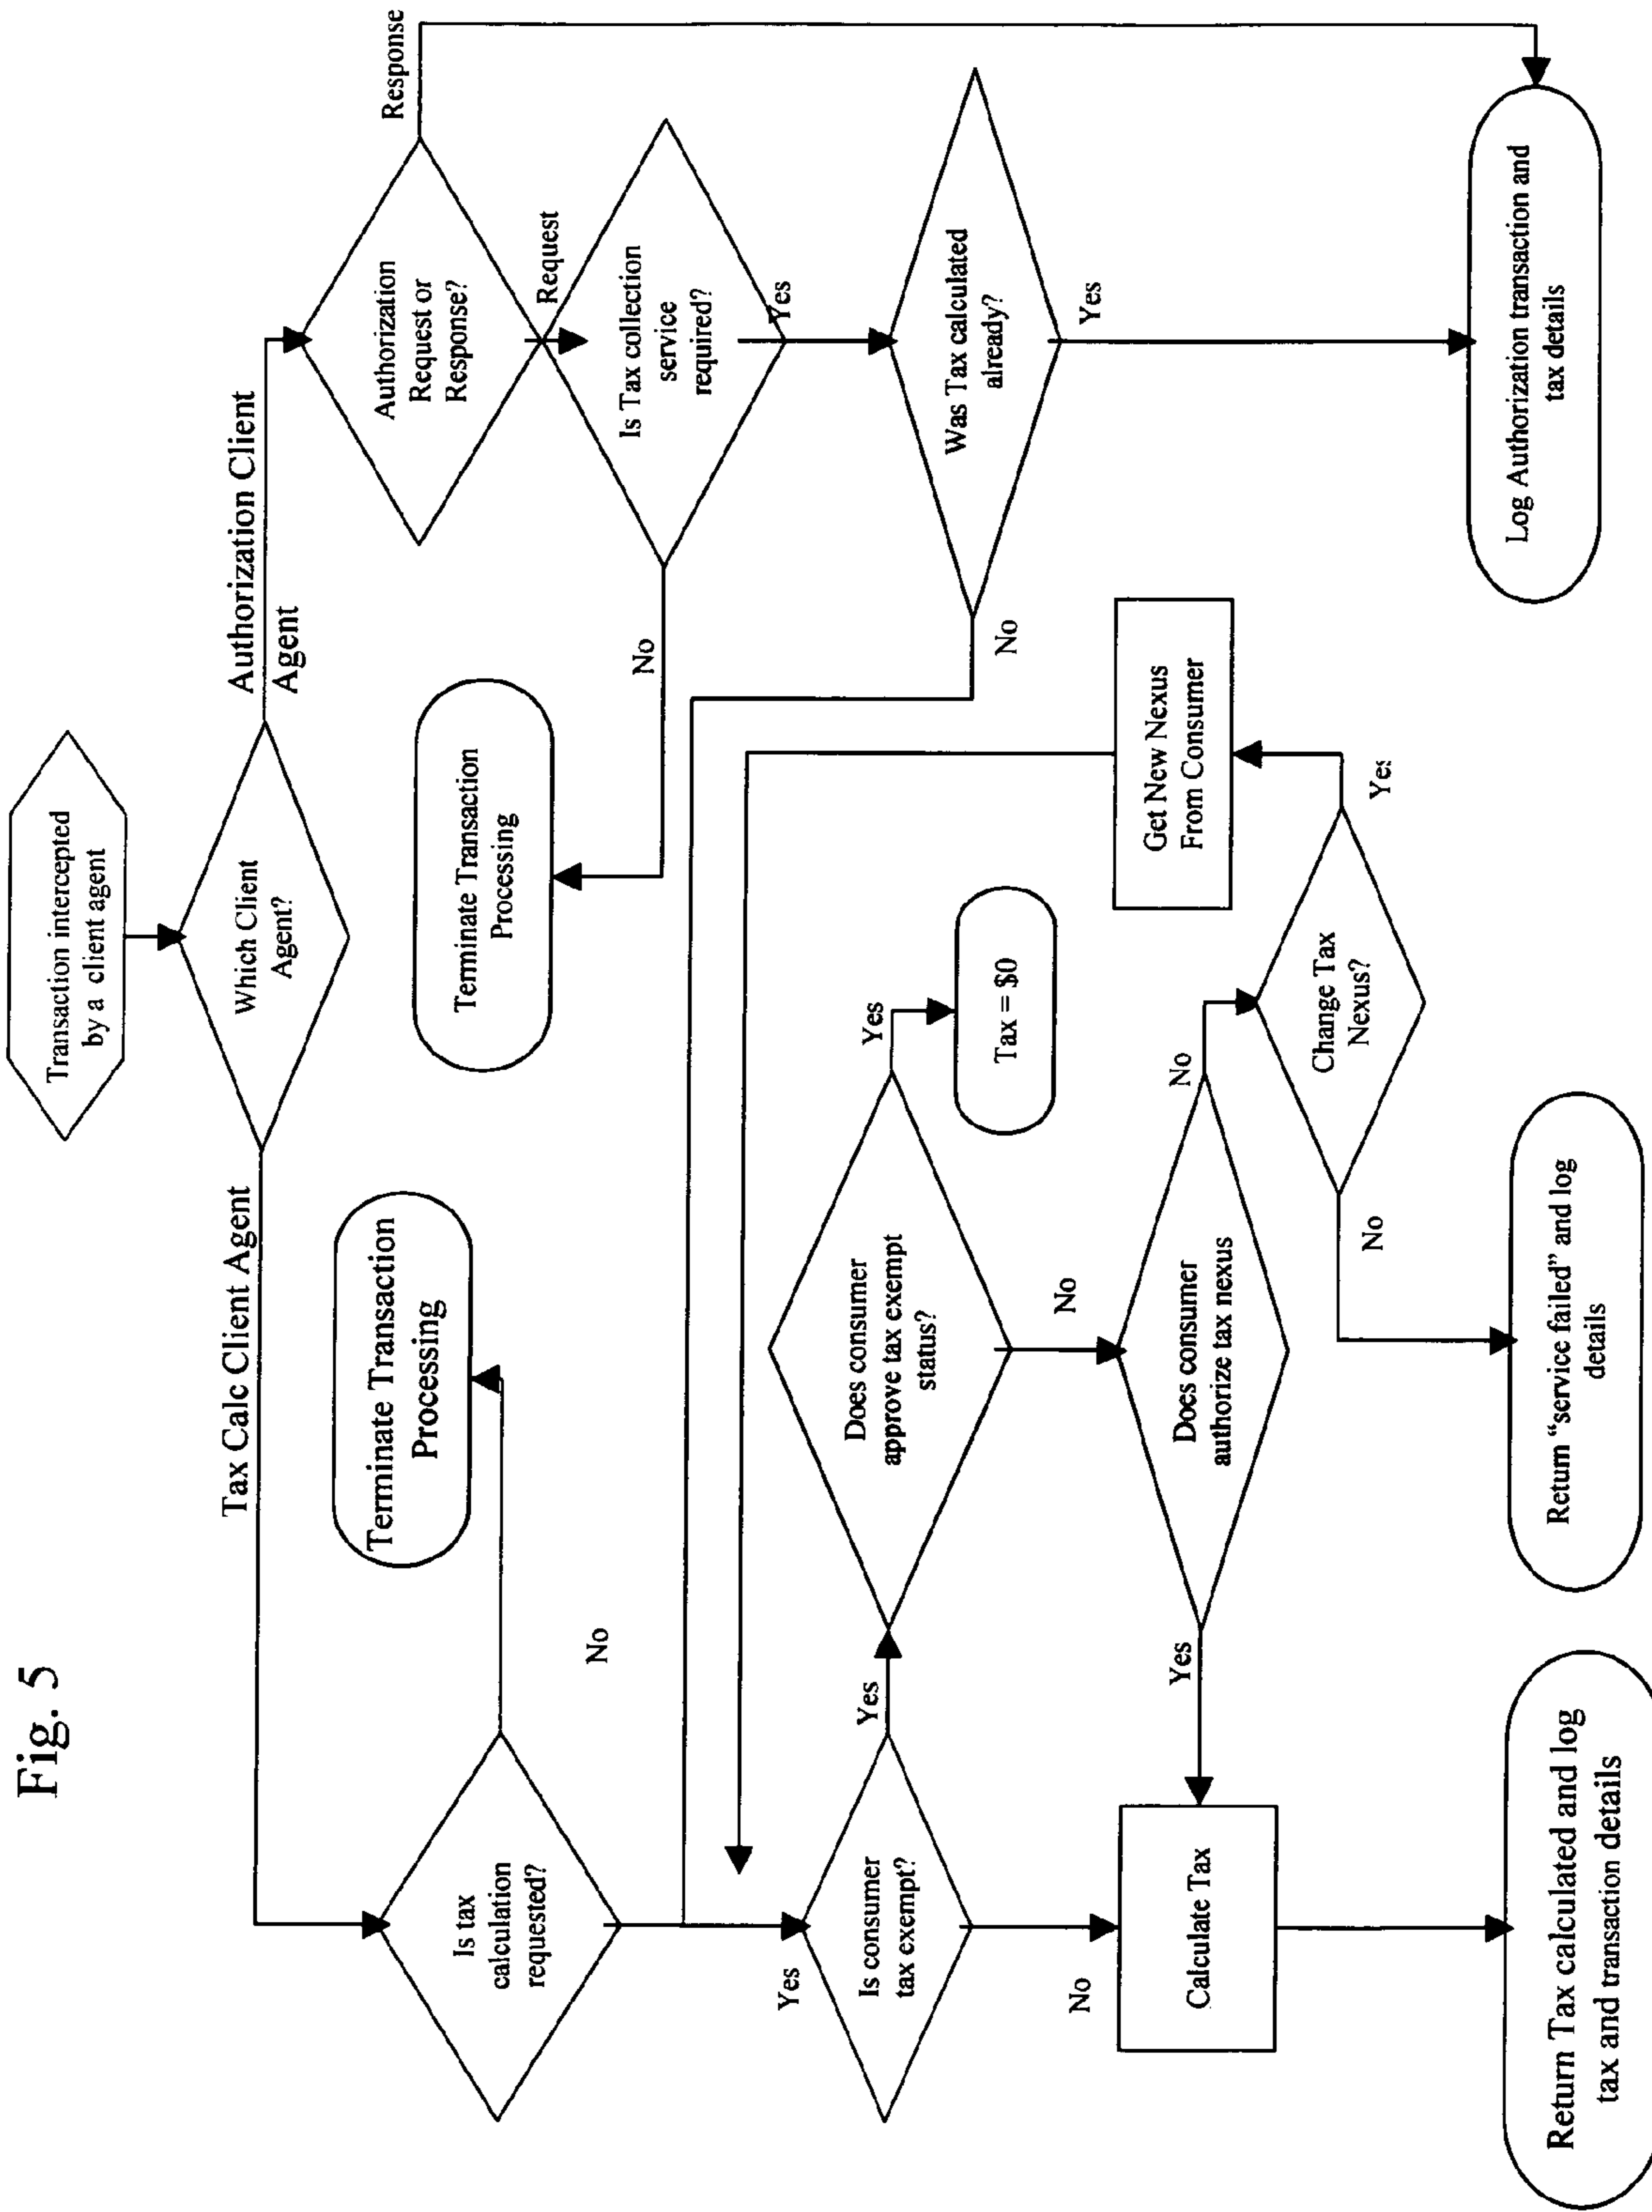 Fig. 5
Transaction intercepted
by a client agent
Which Client
Agent?
Tax Calc Client Agent
Authorization Client
Agent
Authorization
Request or
Response?
Response
Request
Is Tax collection
service
required?
No
Yes
Terminate Transaction
Processing
Was Tax calculated
already?
No
Yes
Log Authorization transaction and
tax details
Is tax
calculation
requested?
No
Terminate Transaction
Processing
Yes
Is consumer
tax exempt?
Yes
No
Does consumer
approve tax exempt
status?
Yes
Tax = $0
No
Does consumer
authorize tax nexus
Yes
No
Change Tax
Nexus?
Yes
Get New Nexus
From Consumer
No
Return “service failed” and log
details
Calculate Tax
Return Tax calculated and log
tax and transaction details